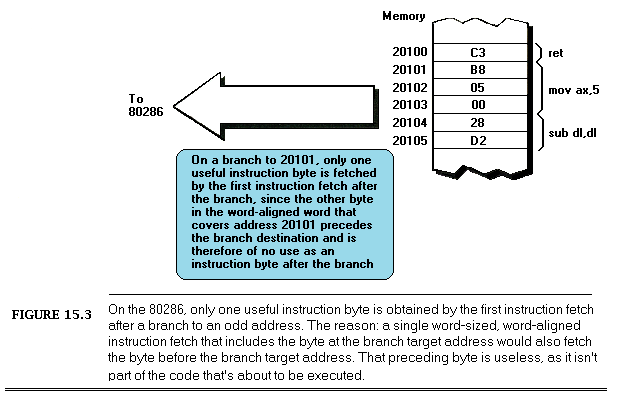 Memory
20100 C3 ret
20101 B8
20102 05 mov ax,5
20103 00
20104 28 sub dl,dl
20105 D2
To
80286
On a branch to 20101, only one
useful instruction byte is fetched
by the first instruction fetch after
the branch, since the other byte
in the word-aligned word that
covers address 20101 precedes
the branch destination and is
therefore of no use as an
instruction byte after the branch
FIGURE 15.3
On the 80286, only one useful instruction byte is obtained by the first instruction fetch
after a branch to an odd address. The reason: a single word-sized, word-aligned
instruction fetch that includes the byte at the branch target address would also fetch
the byte before the branch target address. That preceding byte is useless, as it isn't
part of the code that's about to be executed.